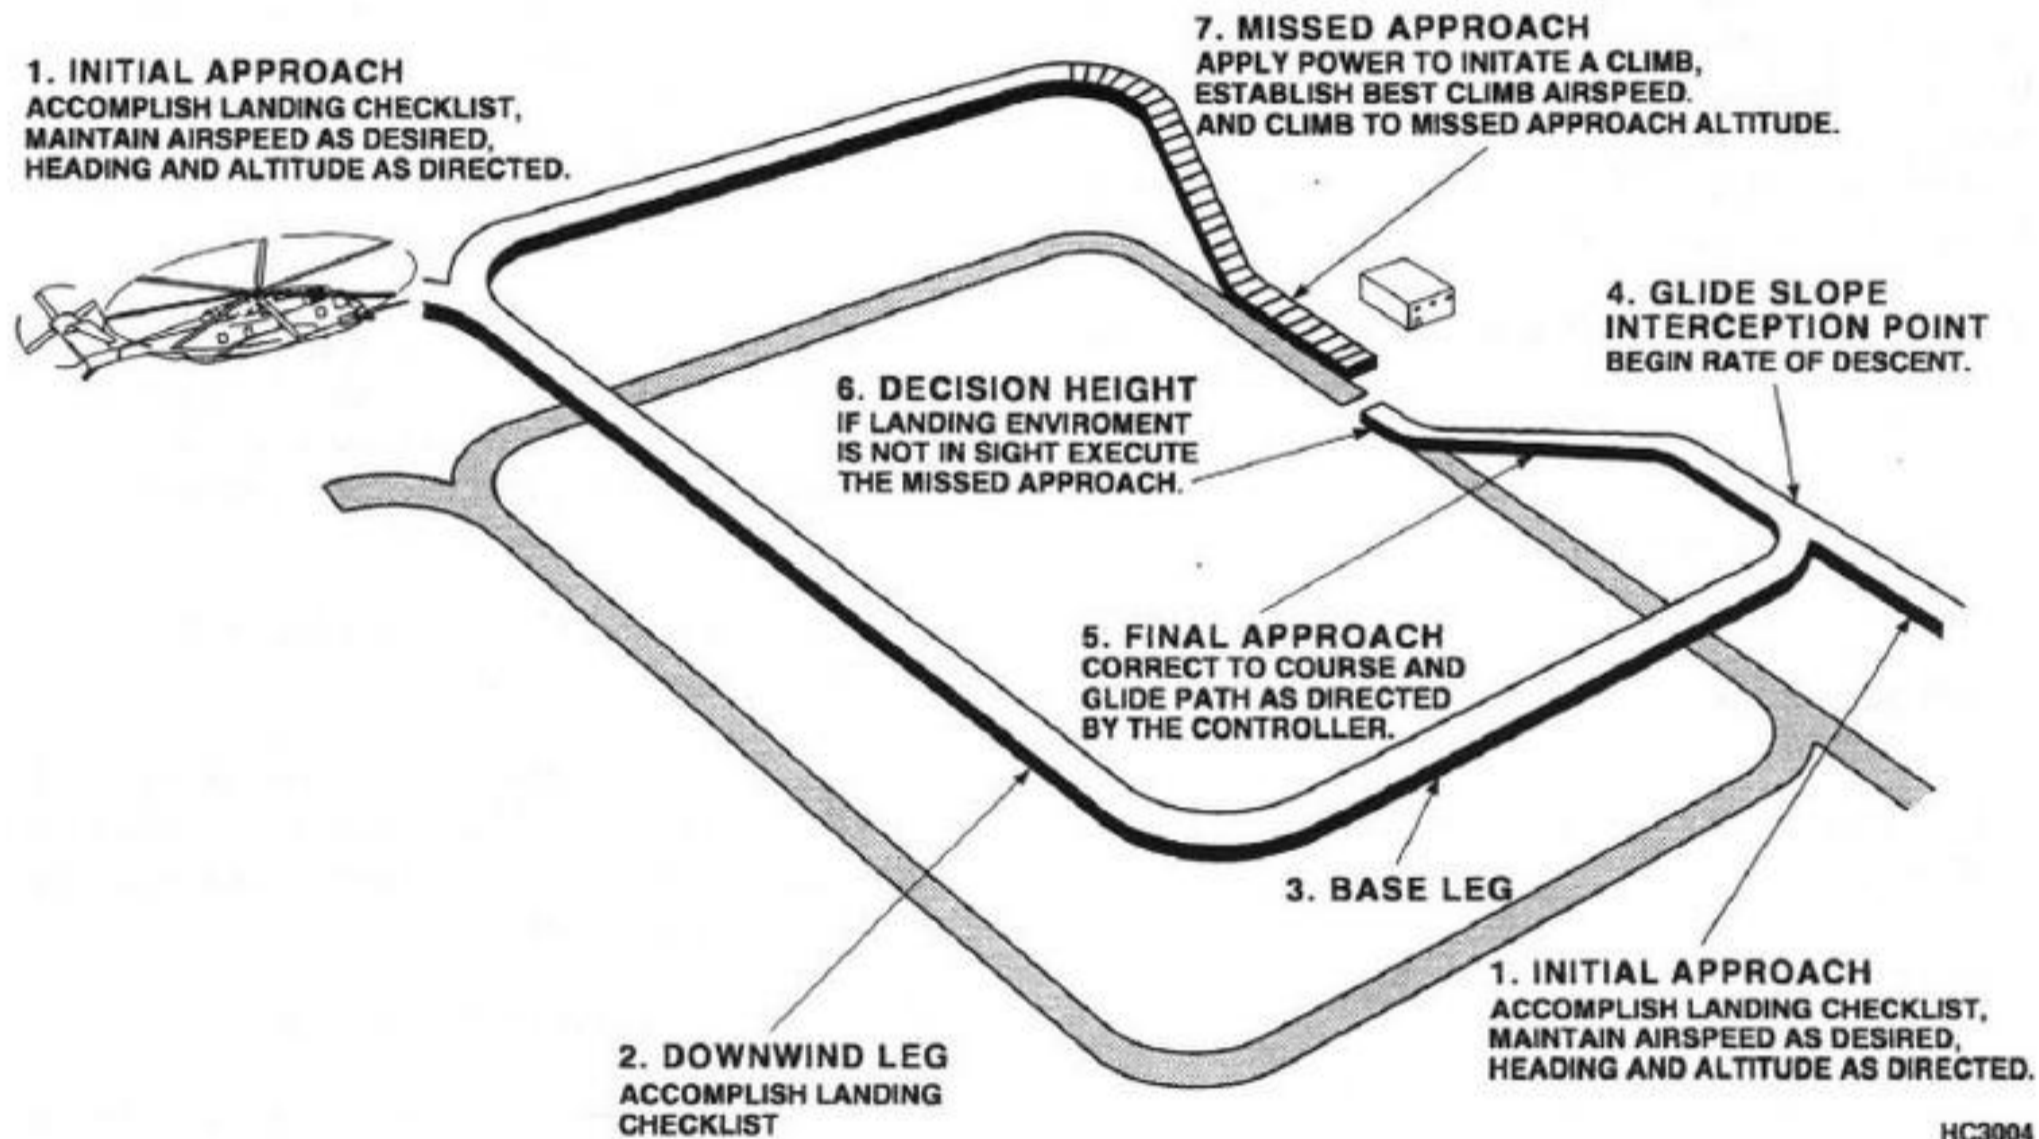 1. INITIAL APPROACH
ACCOMPLISH LANDING CHECKLIST,
MAINTAIN AIRSPEED AS DESIRED,
HEADING AND ALTITUDE AS DIRECTED.
7. MISSED APPROACH
APPLY POWER TO INITATE A CLIMB,
ESTABLISH BEST CLIMB AIRSPEED.
AND CLIMB TO MISSED APPROACH ALTITUDE.
4. GLIDE SLOPE
INTERCEPTION POINT
BEGIN RATE OF DESCENT.
6. DECISION HEIGHT
IF LANDING ENVIROMENT
IS NOT IN SIGHT EXECUTE
THE MISSED APPROACH.
5. FINAL APPROACH
CORRECT TO COURSE AND
GLIDE PATH AS DIRECTED
BY THE CONTROLLER.
3. BASE LEG
1. INITIAL APPROACH
ACCOMPLISH LANDING CHECKLIST,
MAINTAIN AIRSPEED AS DESIRED,
HEADING AND ALTITUDE AS DIRECTED.
2. DOWNWIND LEG
ACCOMPLISH LANDING
CHECKLIST
HC3004